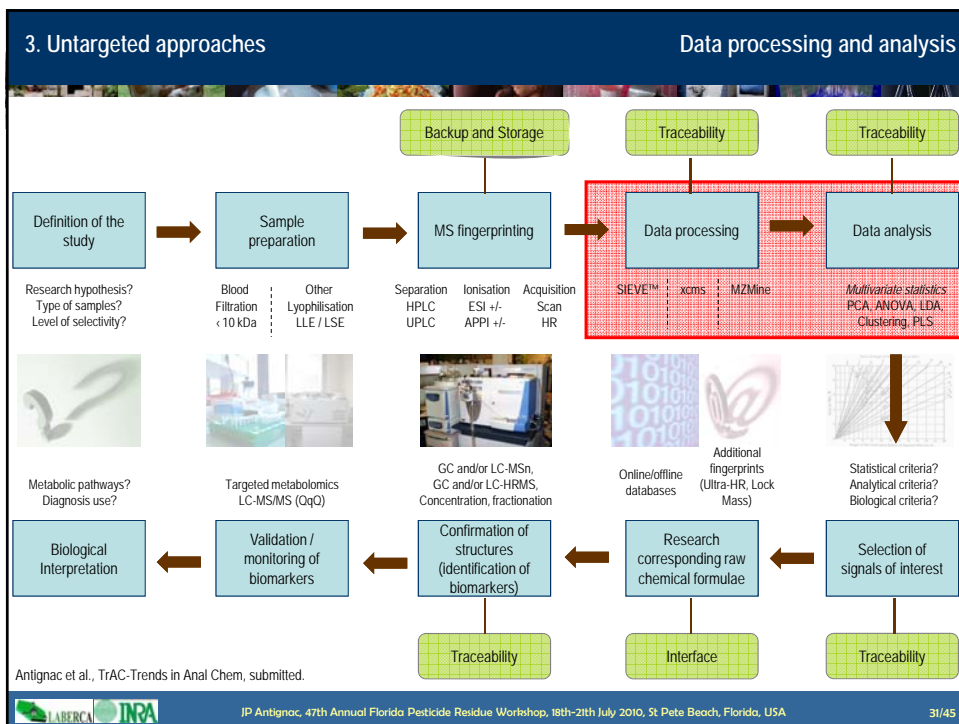 3. Untargeted approaches
Data processing and analysis
Backup and Storage
Traceability
Traceability
Definition of the
study
Sample
preparation
MS fingerprinting
Data processing
Data analysis
Research hypothesis?
Type of samples?
Level of selectivity?
Blood
Filtration
< 10 kDa
Other
Lyophilisation
LLE / LSE
Separation
HPLC
UPLC
Ionisation
ESI +/-
APPI +/-
Acquisition
Scan
HR
SIEVE™
xcms
MZMine
Multivariate statistics
PCA, ANOVA, LDA,
Clustering, PLS
Metabolic pathways?
Diagnosis use?
Targeted metabolomics
LC-MS/MS (QqQ)
GC and/or LC-MSn,
GC and/or LC-HRMS,
Concentration, fractionation
Online/offline
databases
Additional
fingerprints
(Ultra-HR, Lock
Mass)
Statistical criteria?
Analytical criteria?
Biological criteria?
Biological
Interpretation
Validation /
monitoring of
biomarkers
Confirmation of
structures
(identification of
biomarkers)
Research
corresponding raw
chemical formulae
Selection of
signals of interest
Traceability
Interface
Traceability
Antignac et al., TrAC-Trends in Anal Chem, submitted.
LABERCA
INRA
JP Antignac, 47th Annual Florida Pesticide Residue Workshop, 18th-21th July 2010, St Pete Beach, Florida, USA
31/45